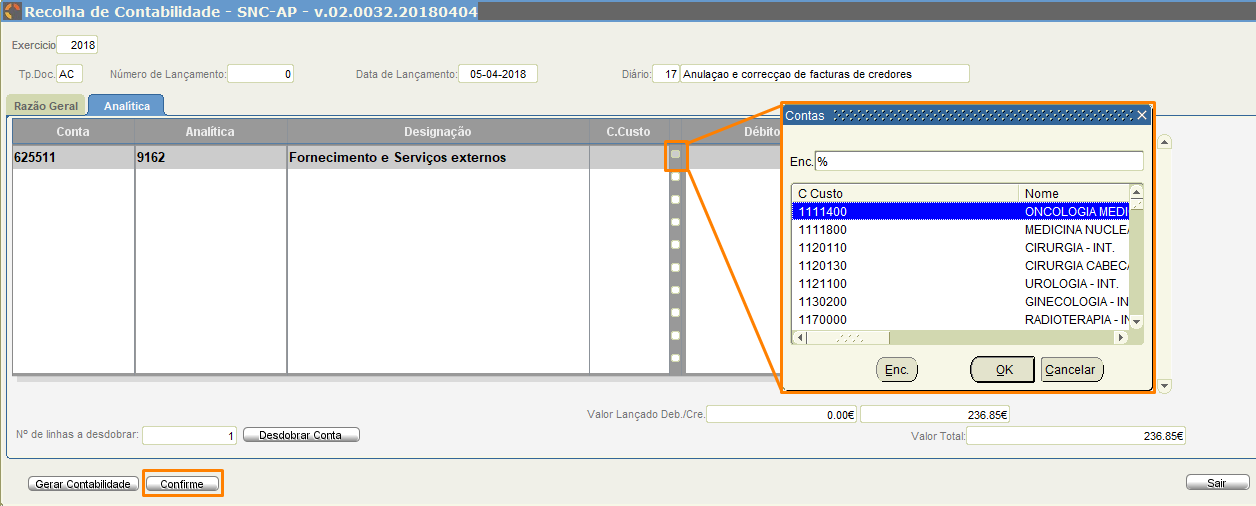 Recolha de Contabilidade - SNC-AP - v.02.0032.20180404
Exercicio 2018
Tp.Doc. AC Número de Lançamento: 0 Data de Lançamento: 05-04-2018 Diário: 17 Anulaçao e correcçao de facturas de credores
Razão Geral Analítica
Conta Analítica Designação C.Custo Débito
625511 9162 Fornecimento e Serviços externos
Contas
Enc. %
C Custo Nome
1111400 ONCOLOGIA MEDI
1111800 MEDICINA NUCLEA
1120110 CIRURGIA - INT.
1120130 CIRURGIA CABEC
1121100 UROLOGIA - INT.
1130200 GINECOLOGIA - IN
1170000 RADIOTERAPIA - IN
Enc. OK Cancelar
Valor Lançado Deb./Cre. 0.00€ 236.85€
Nº de linhas a desdobrar: 1 Desdobrar Conta
Valor Total: 236.85€
Gerar Contabilidade Confirme Sair